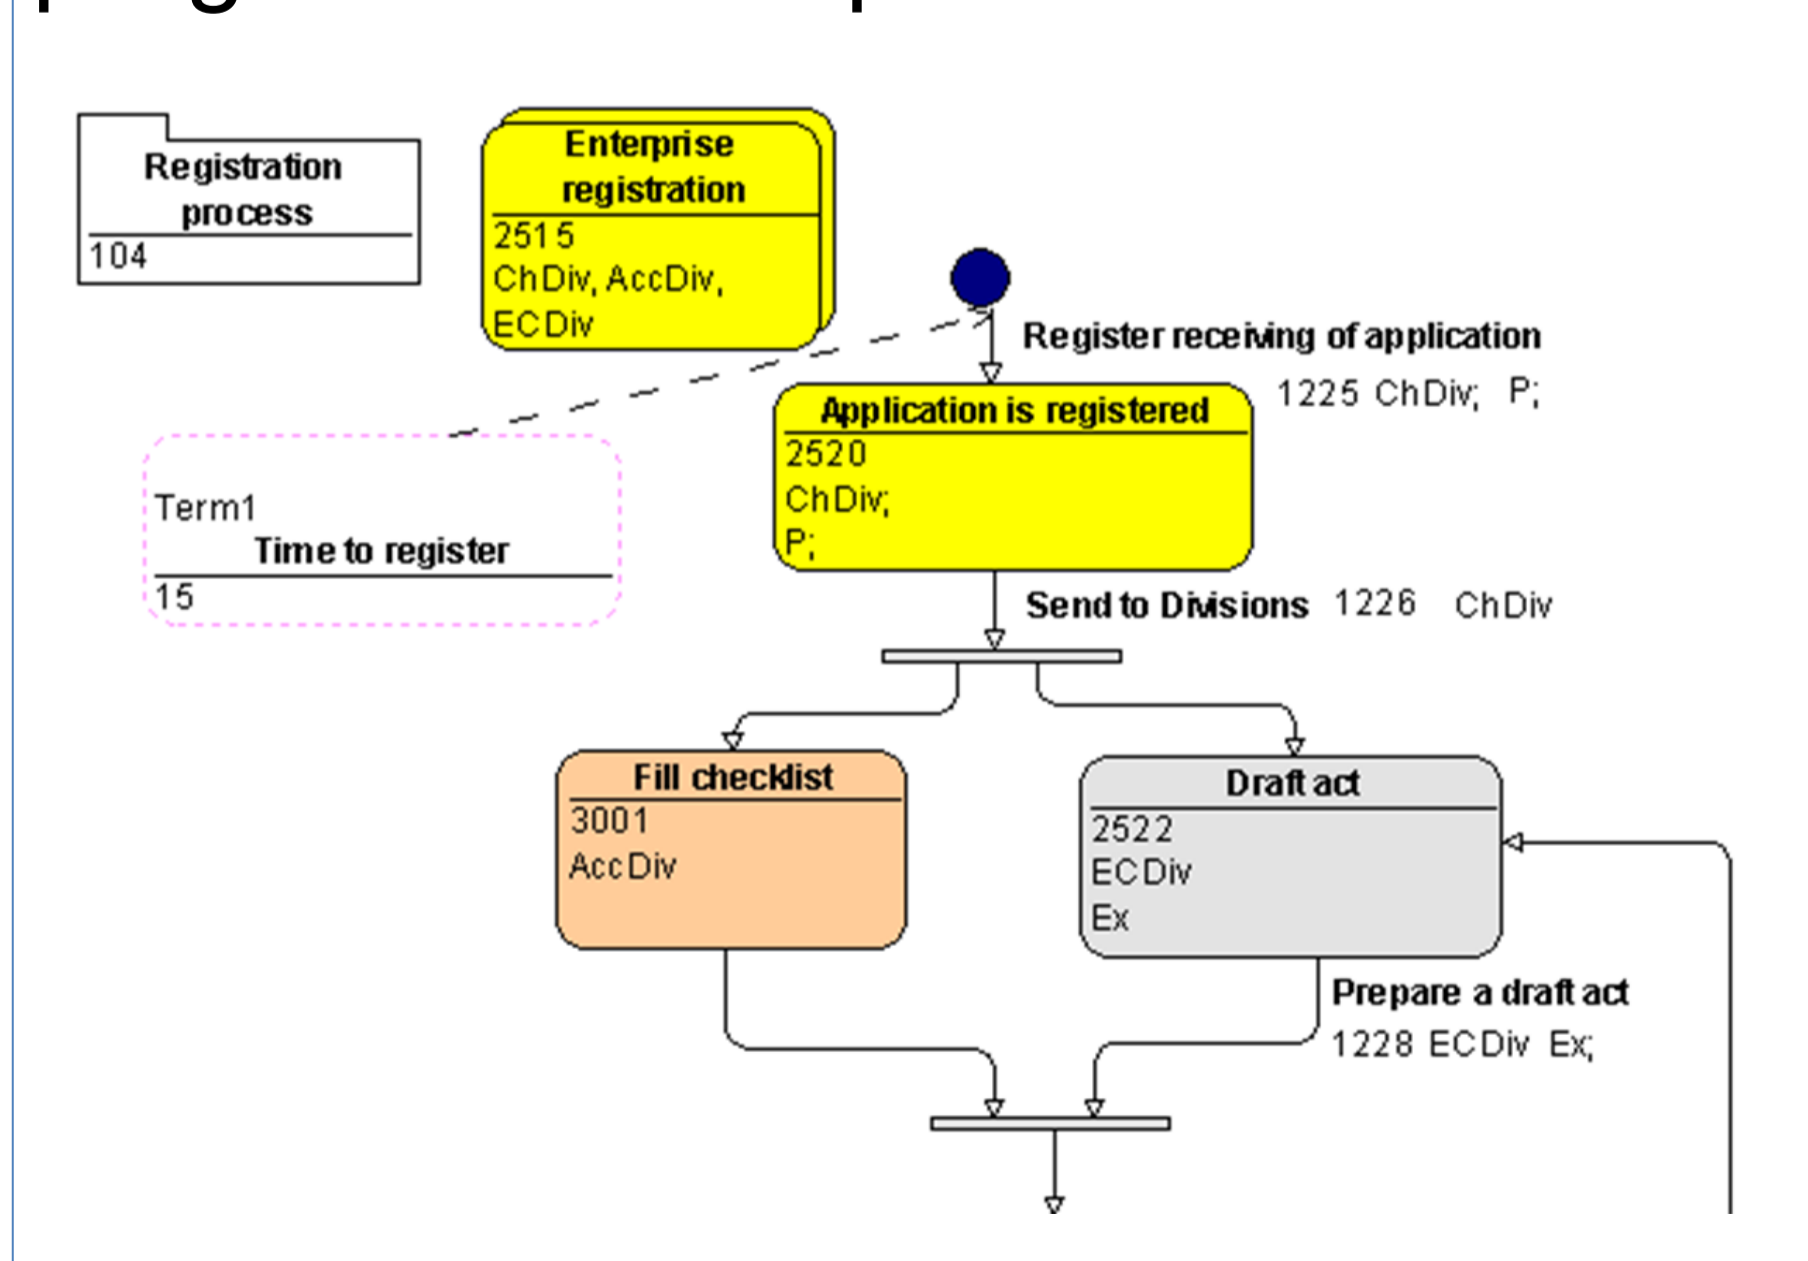 Registration
process
104
Enterprise
registration
2515
ChDiv, AccDiv,
ECDiv
Register receiving of application
1225 ChDiv; P;
Application is registered
2520
ChDiv;
P;
Term1
Time to register
15
Send to Divisions 1226 ChDiv
Fill checklist
3001
AccDiv
Draft act
2522
ECDiv
Ex
Prepare a draft act
1228 ECDiv Ex;